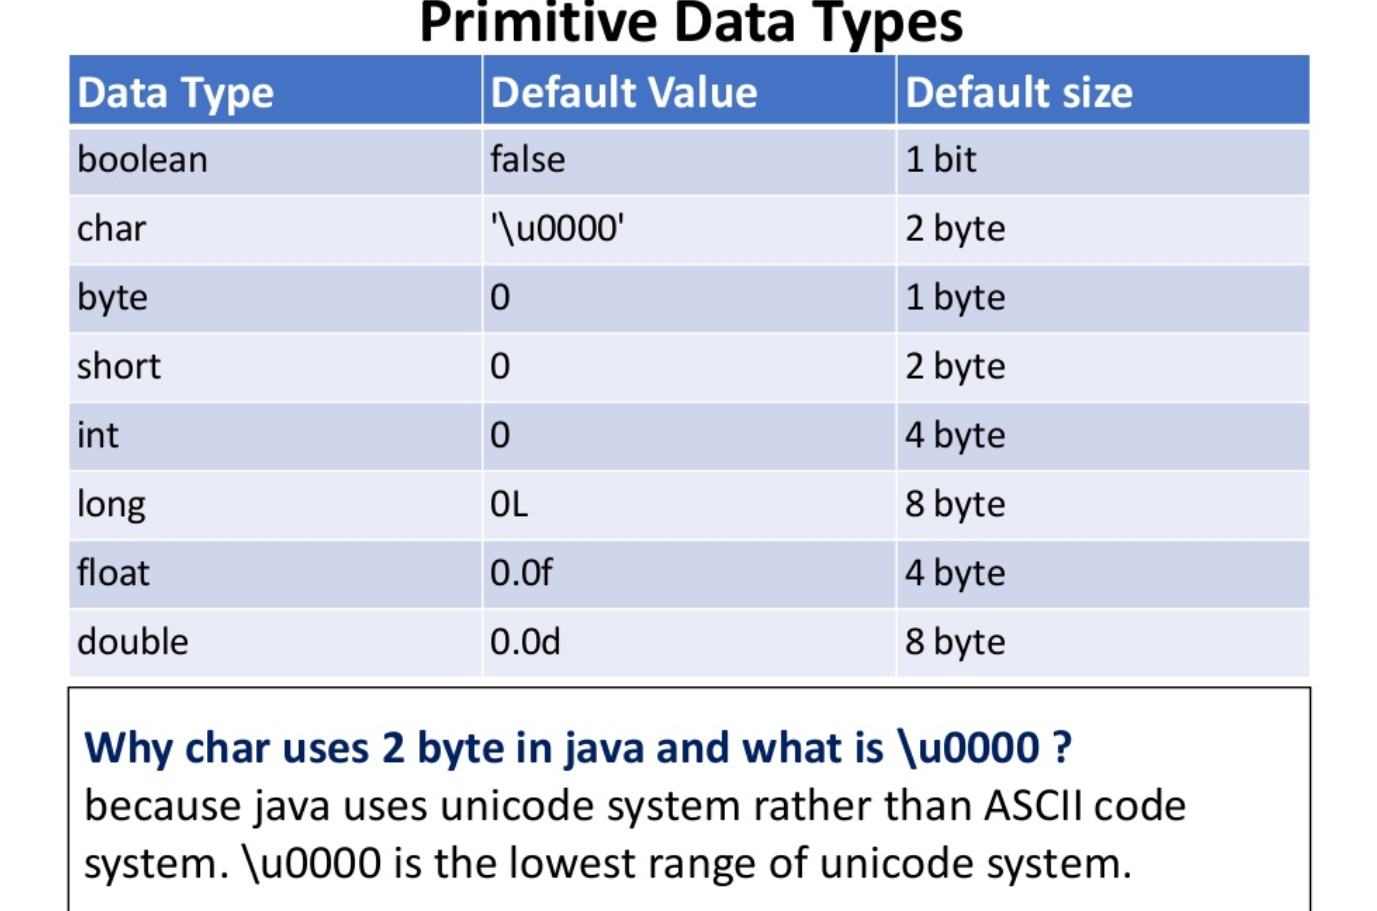 Primitive Data Types
Data Type Default Value Default size
boolean false 1 bit
char '\u0000' 2 byte
byte 0 1 byte
short 0 2 byte
int 0 4 byte
long 0L 8 byte
float 0.0f 4 byte
double 0.0d 8 byte
Why char uses 2 byte in java and what is \u0000 ?
because java uses unicode system rather than ASCII code
system. \u0000 is the lowest range of unicode system.